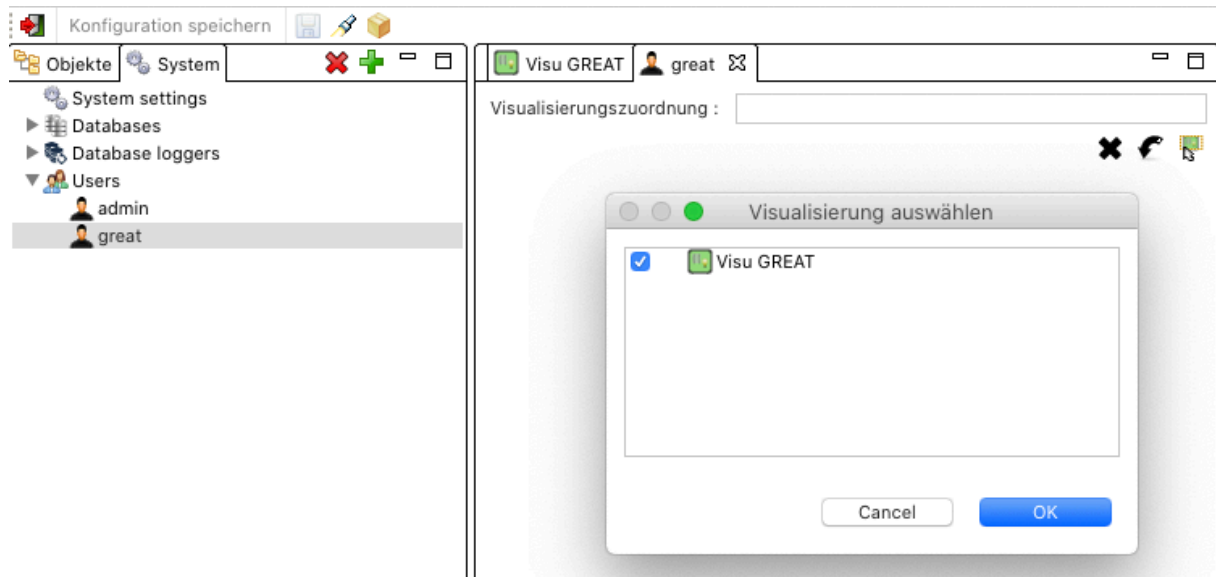 Konfiguration speichern
Objekte System
Visu GREAT great
System settings
Databases
Database loggers
Users
admin
great
Visualisierungszuordnung :
Visualisierung auswählen
Visu GREAT
Cancel OK